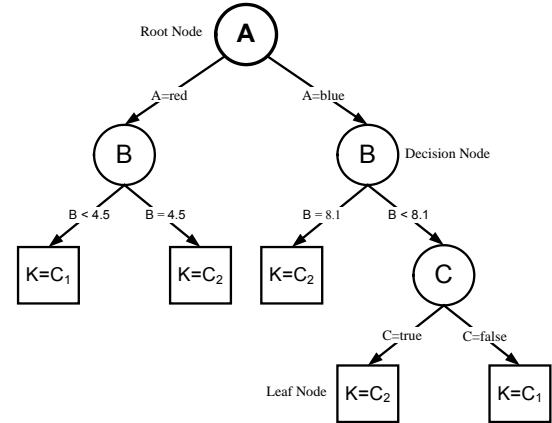 Root Node
A
A=red
A=blue
B
B
Decision Node
B < 4.5
B = 4.5
B = 8.1
B < 8.1
K=C₁
K=C₂
K=C₂
C
C=true
C=false
Leaf Node
K=C₂
K=C₁